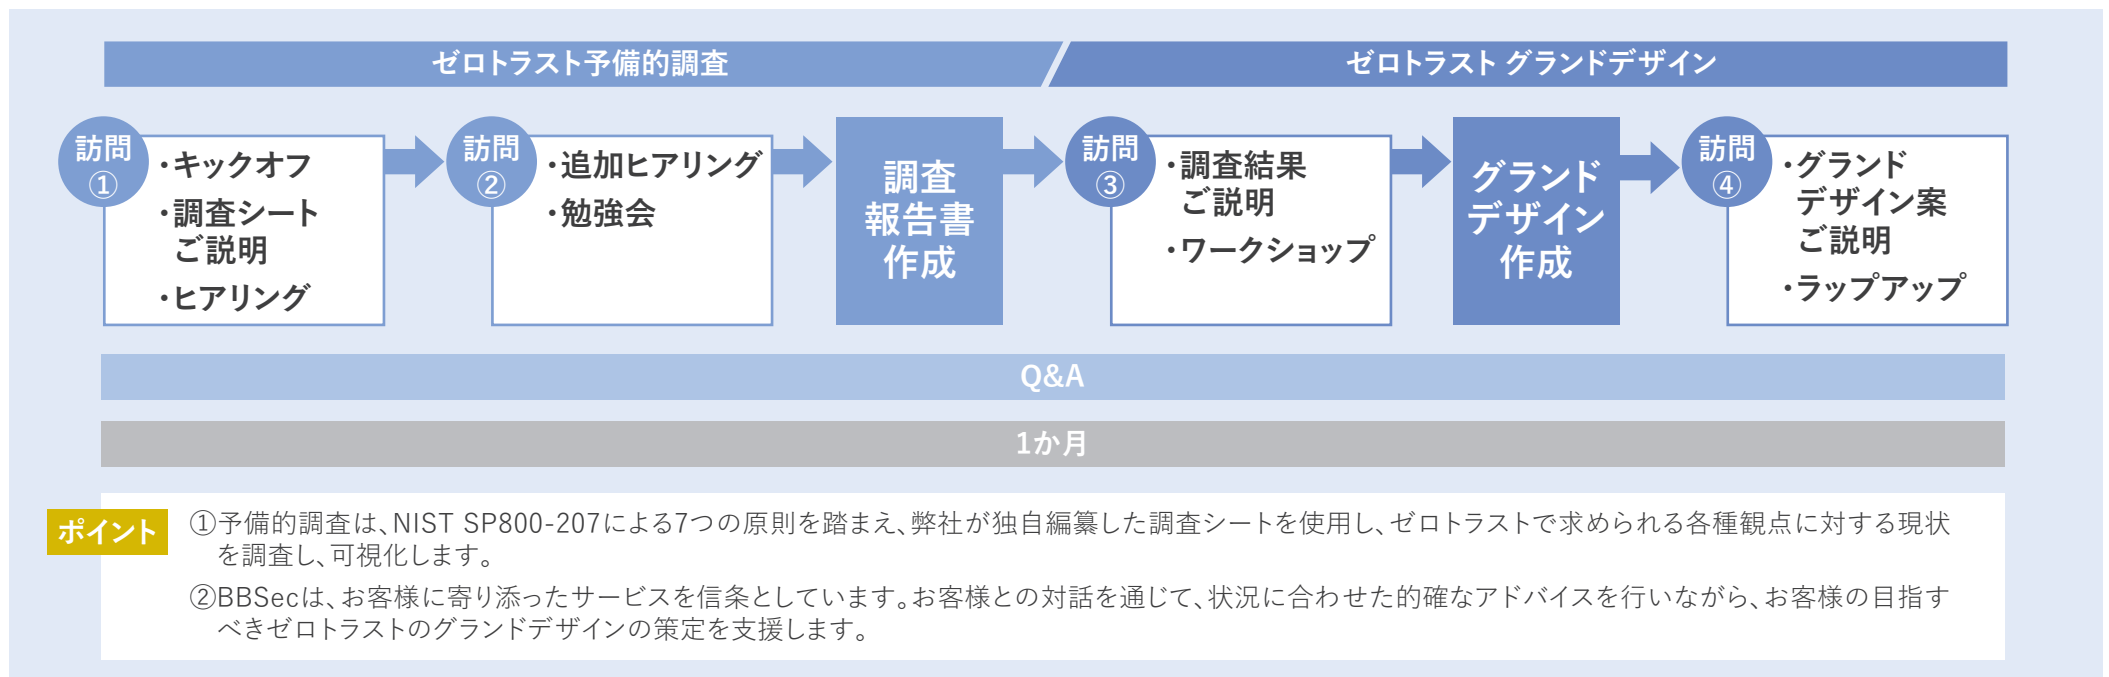 ゼロトラスト予備的調査
ゼロトラスト グランドデザイン
訪問
①
・キックオフ
・調査シート
ご説明
・ヒアリング
訪問
②
・追加ヒアリング
・勉強会
調査
報告書
作成
訪問
③
・調査結果
ご説明
・ワークショップ
グランド
デザイン
作成
訪問
④
・グランド
デザイン案
ご説明
・ラップアップ
Q&A
1か月
ポイント
①予備的調査は、NIST SP800-207による7つの原則を踏まえ、弊社が独自編纂した調査シートを使用し、ゼロトラストで求められる各種観点に対する現状
を調査し、可視化します。
②BBSecは、お客様に寄り添ったサービスを信条としています。お客様との対話を通じて、状況に合わせた的確なアドバイスを行いながら、お客様の目指す
べきゼロトラストのグランドデザインの策定を支援します。